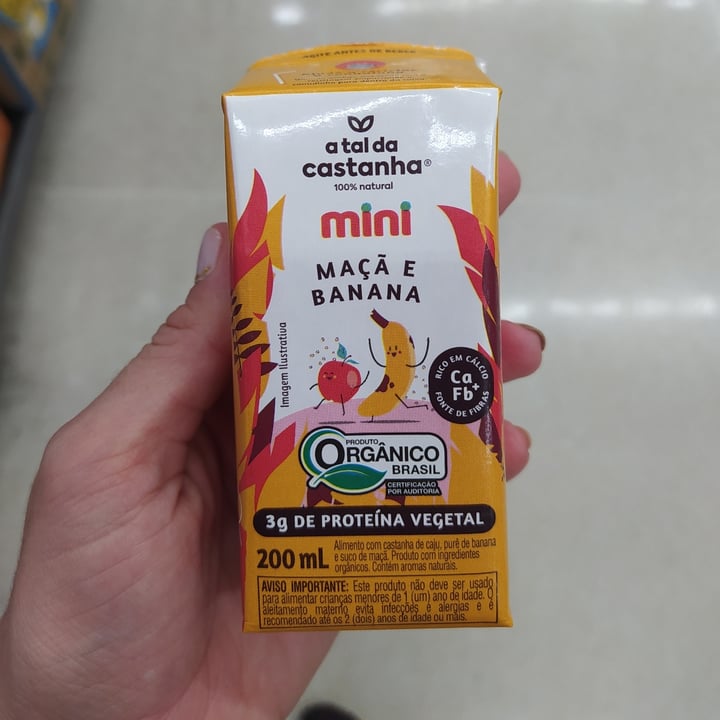 AGITE ANTES DE BEBER
a tal da
castanha®
100% natural
mini
MAÇÃ E
BANANA
Imagem Ilustrativa
RICO EM CÁLCIO
Ca +
Fb
FONTE DE FIBRAS
PRODUTO
ORGÂNICO
BRASIL
CERTIFICAÇÃO
POR AUDITORIA
3g DE PROTEÍNA VEGETAL
200 mL
Alimento com castanha de caju, purê de banana
e suco de maçã. Produto com ingredientes
orgânicos. Contém aromas naturais.
AVISO IMPORTANTE: Este produto não deve ser usado
para alimentar crianças menores de 1 (um) ano de idade. O
aleitamento materno evita infecções e alergias e é
recomendado até os 2 (dois) anos de idade ou mais.